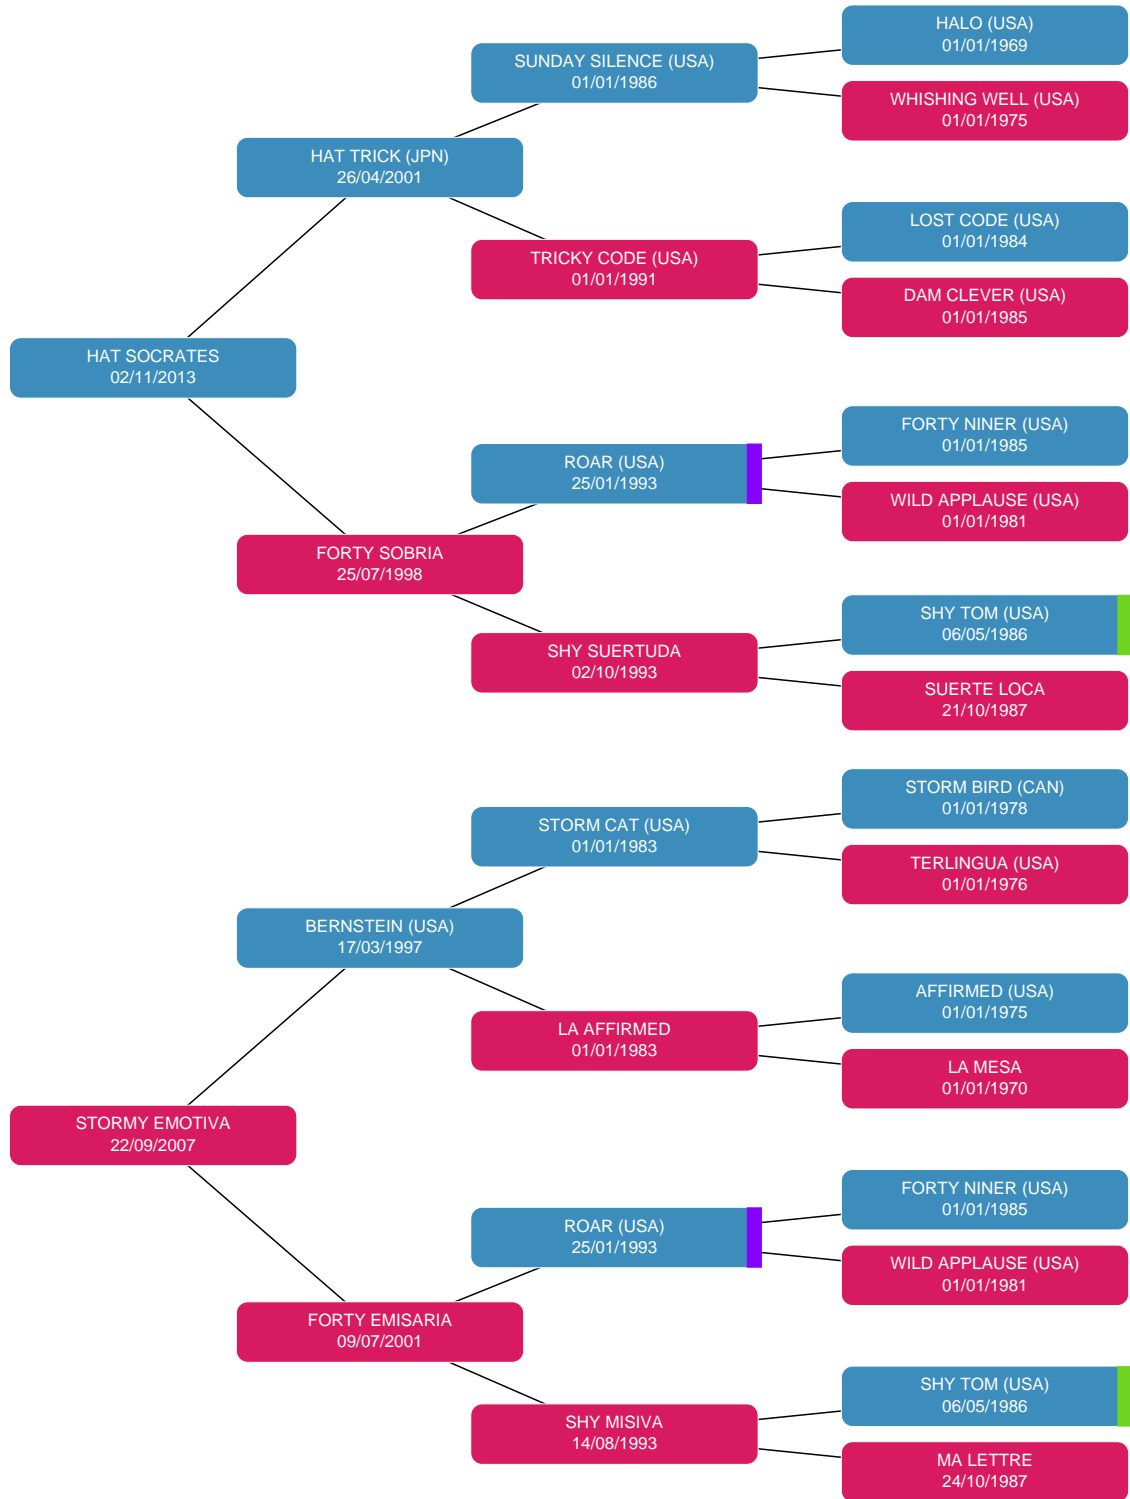 HALO (USA)
01/01/1969
SUNDAY SILENCE (USA)
01/01/1986
WHISHING WELL (USA)
01/01/1975
HAT TRICK (JPN)
26/04/2001
LOST CODE (USA)
01/01/1984
TRICKY CODE (USA)
01/01/1991
DAM CLEVER (USA)
01/01/1985
HAT SOCRATES
02/11/2013
FORTY NINER (USA)
01/01/1985
ROAR (USA)
25/01/1993
WILD APPLAUSE (USA)
01/01/1981
FORTY SOBRIA
25/07/1998
SHY TOM (USA)
06/05/1986
SHY SUERTUDA
02/10/1993
SUERTE LOCA
21/10/1987
STORM BIRD (CAN)
01/01/1978
STORM CAT (USA)
01/01/1983
TERLINGUA (USA)
01/01/1976
BERNSTEIN (USA)
17/03/1997
AFFIRMED (USA)
01/01/1975
LA AFFIRMED
01/01/1983
LA MESA
01/01/1970
STORMY EMOTIVA
22/09/2007
FORTY NINER (USA)
01/01/1985
ROAR (USA)
25/01/1993
WILD APPLAUSE (USA)
01/01/1981
FORTY EMISARIA
09/07/2001
SHY TOM (USA)
06/05/1986
SHY MISIVA
14/08/1993
MA LETTRE
24/10/1987